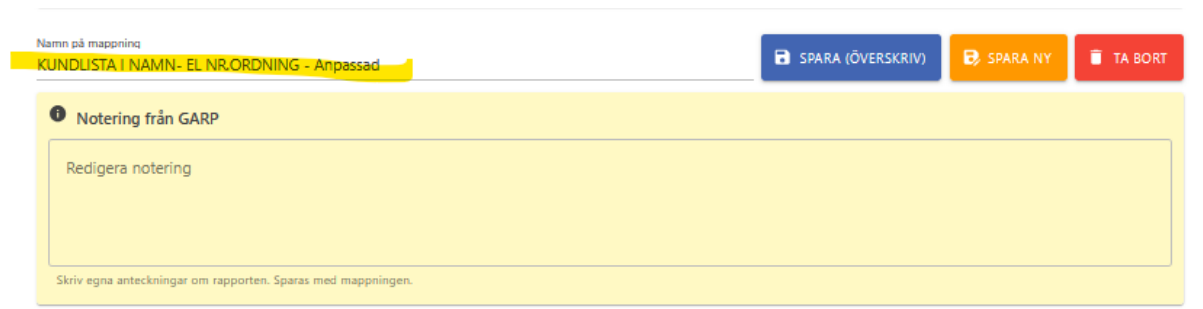 Namn på mappning
KUNDLISTA I NAMN- EL NR.ORDNING - Anpassad
SPARA (ÖVERSKRIV)
SPARA NY
TA BORT
Notering från GARP
Redigera notering
Skriv egna anteckningar om rapporten. Sparas med mappningen.